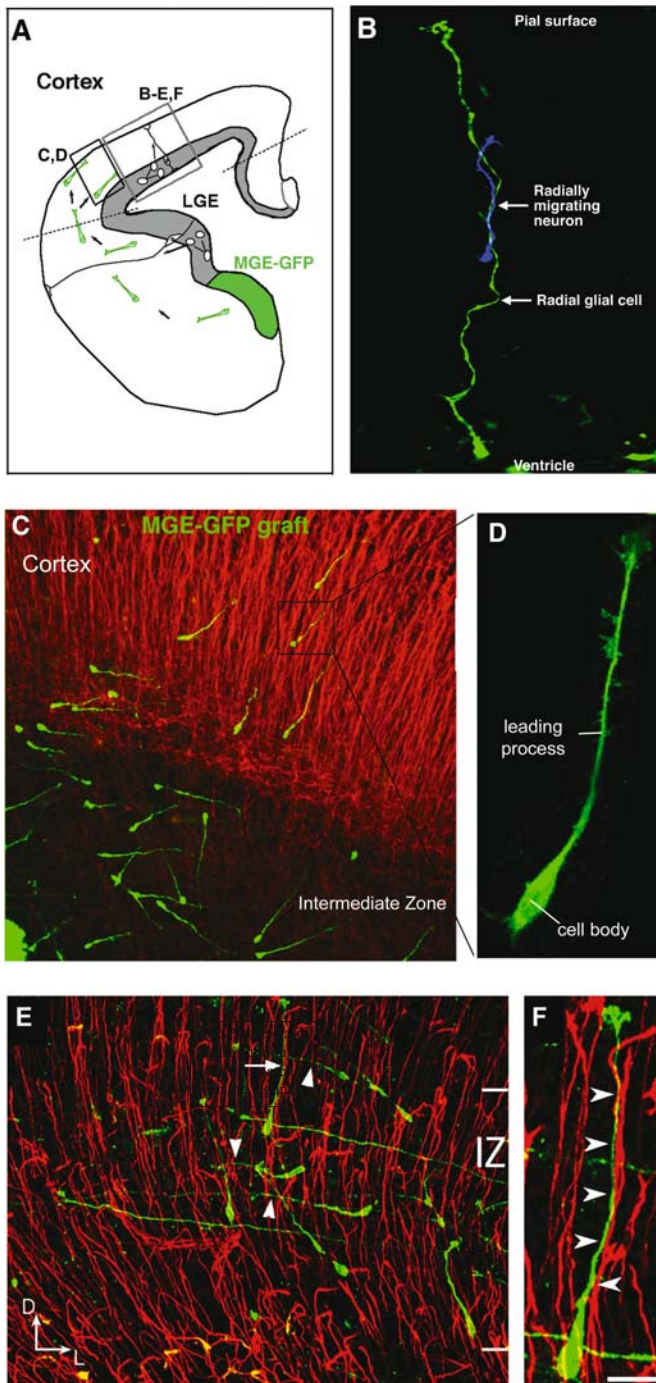 A
Cortex
B-E,F
C,D
LGE
MGE-GFP
B
Pial surface
Radially
migrating
neuron
Radial glial cell
Ventricle
C
MGE-GFP graft
Cortex
Intermediate Zone
D
leading
process
cell body
E
IZ
D
L
F